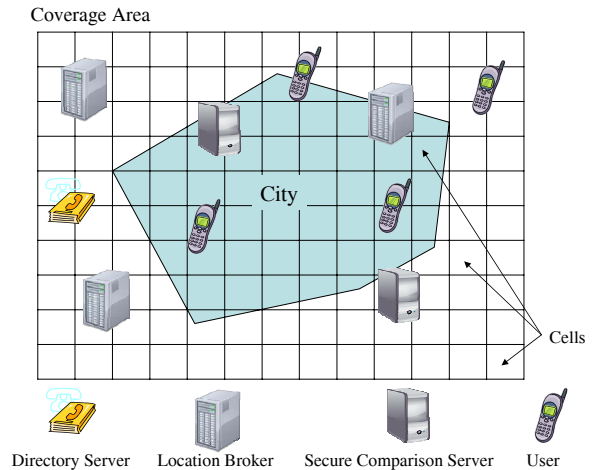 Coverage Area
City
Cells
Directory Server
Location Broker
Secure Comparison Server
User